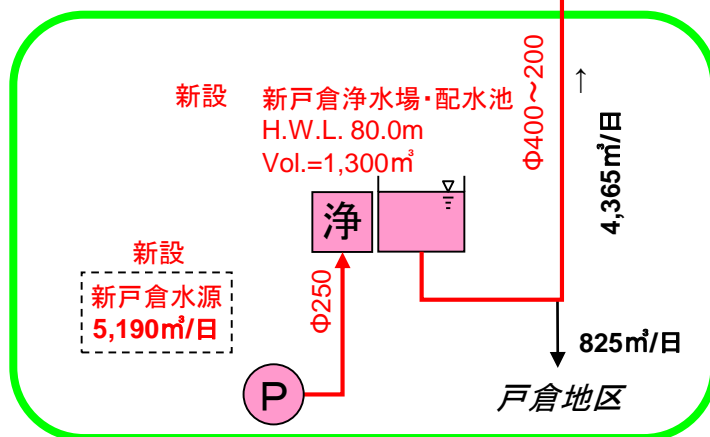 新設
新戸倉浄水場・配水池
H.W.L. 80.0m
Vol.=1,300㎥
浄
新設
新戸倉水源
5,190㎥/日
Φ250
P
Φ400～200
↑
4,365㎥/日
825㎥/日
戸倉地区